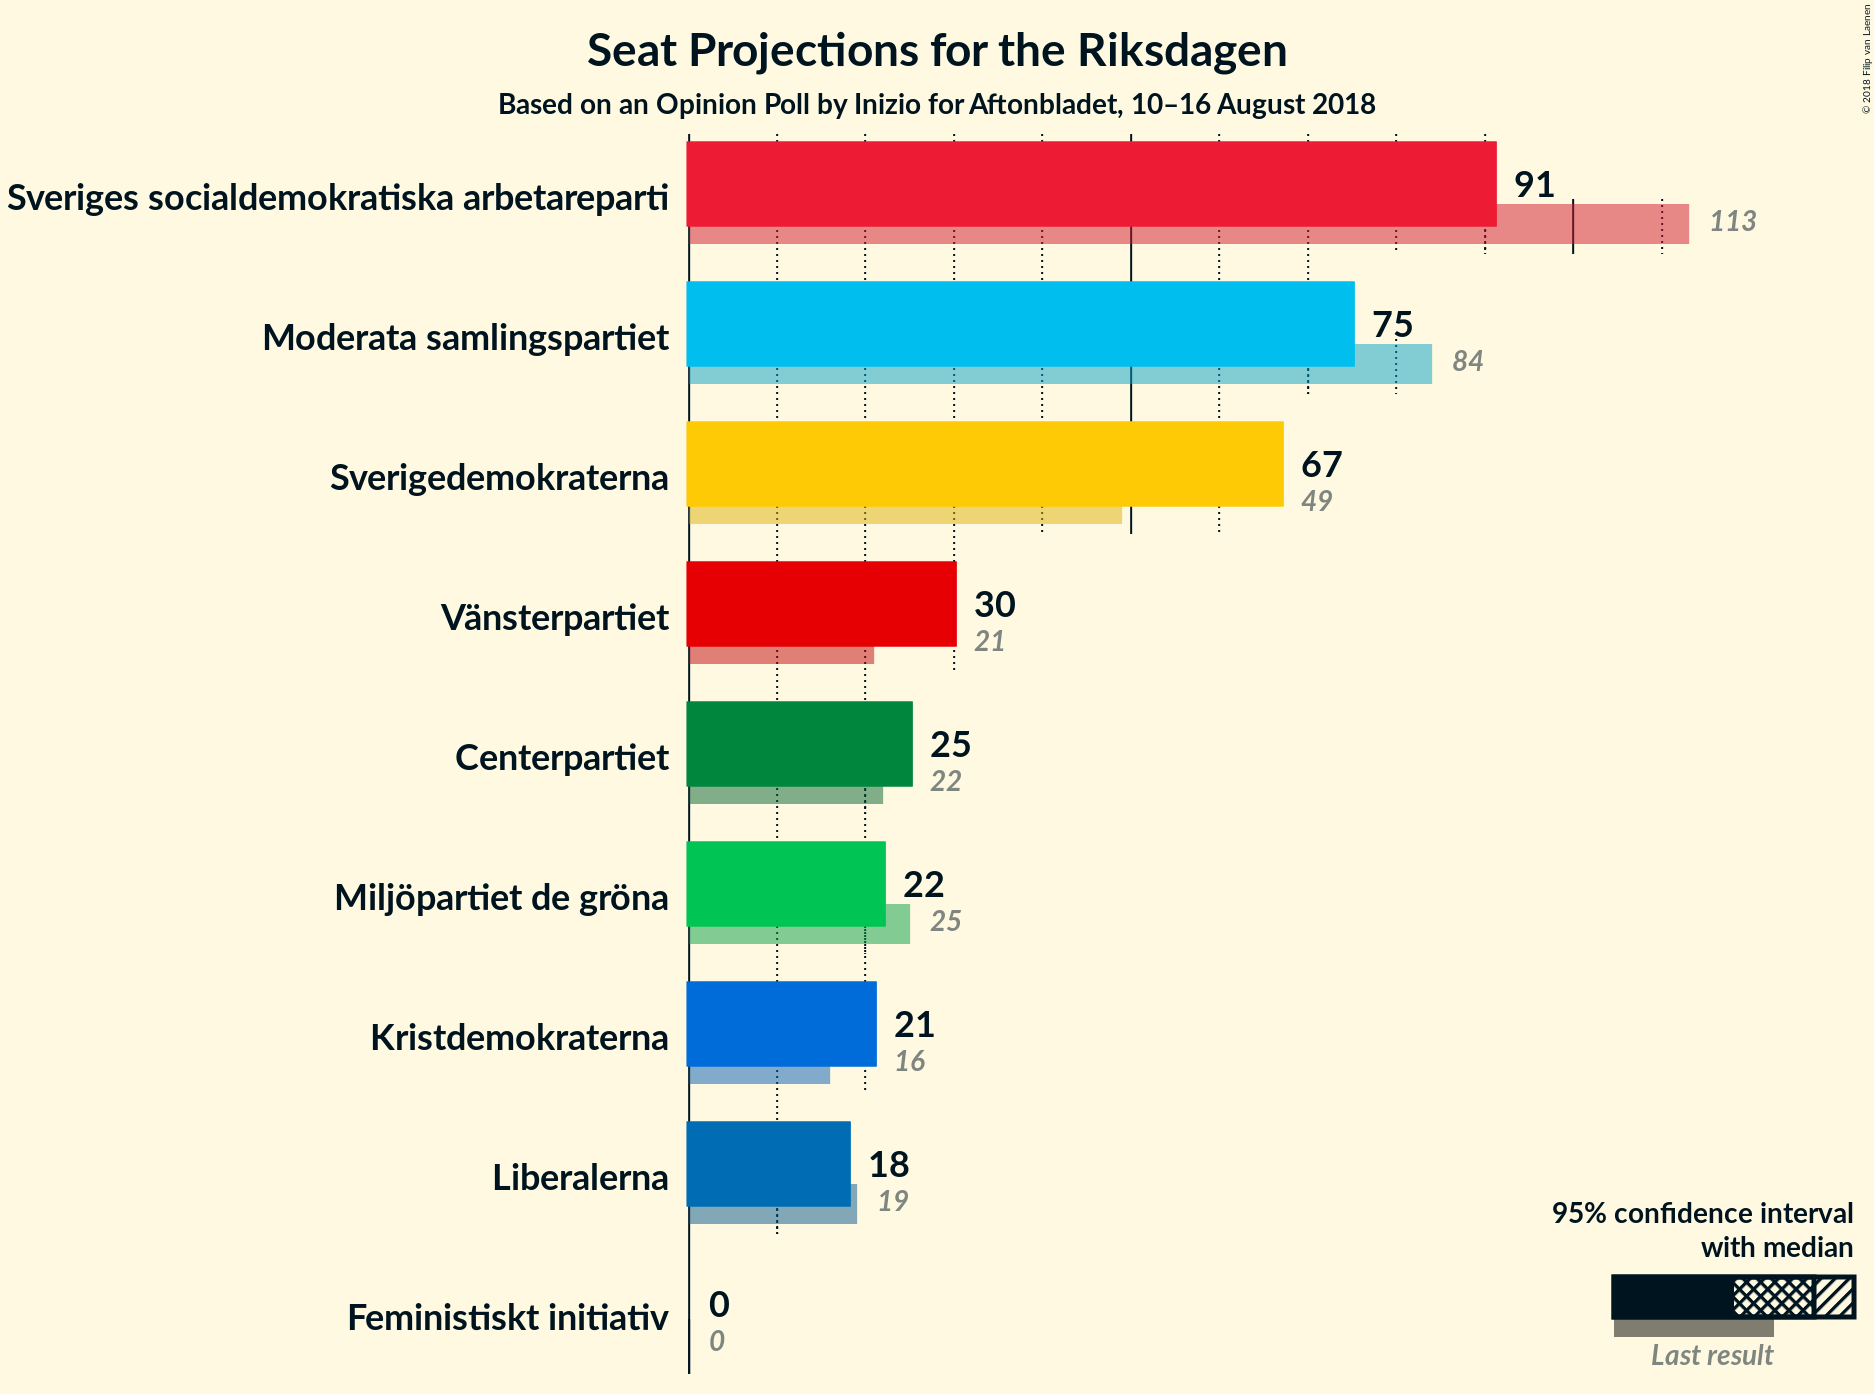 Seat Projections for the Riksdagen
Based on an Opinion Poll by Inizio for Aftonbladet, 10–16 August 2018
© 2018 Filip van Laenen
Sveriges socialdemokratiska arbetareparti
91
113
Moderata samlingspartiet
75
84
Sverigedemokraterna
67
49
Vänsterpartiet
30
21
Centerpartiet
25
22
Miljöpartiet de gröna
22
25
Kristdemokraterna
21
16
Liberalerna
18
19
Feministiskt initiativ
0
0
95% confidence interval
with median
Last result